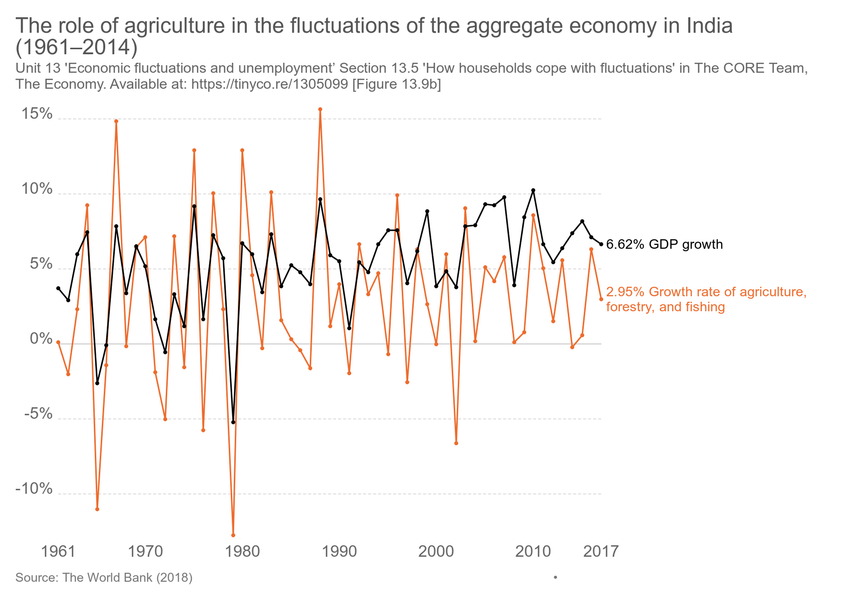 The role of agriculture in the fluctuations of the aggregate economy in India
(1961–2014)
Unit 13 'Economic fluctuations and unemployment' Section 13.5 'How households cope with fluctuations' in The CORE Team,
The Economy. Available at: https://tinyco.re/1305099 [Figure 13.9b]
15%
10%
5%
0%
-5%
-10%
6.62% GDP growth
2.95% Growth rate of agriculture,
forestry, and fishing
1961 1970 1980 1990 2000 2010 2017
Source: The World Bank (2018)